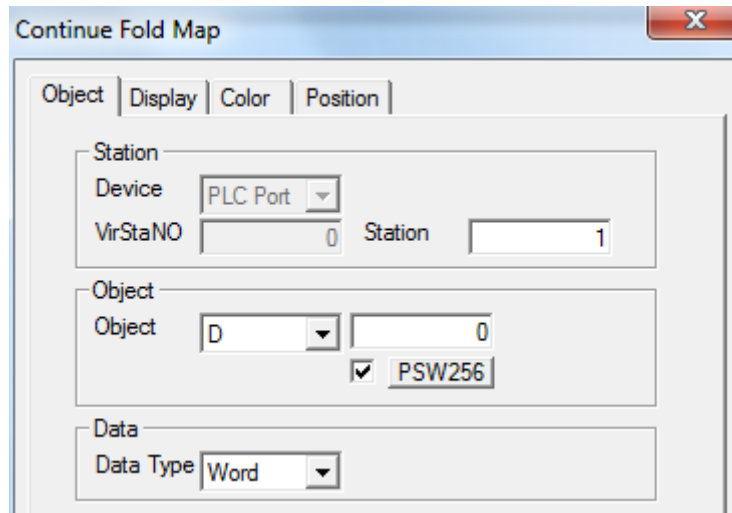 Continue Fold Map
Object Display Color Position
Station
Device PLC Port
VirStaNO 0 Station 1
Object
Object D 0
PSW256
Data
Data Type Word